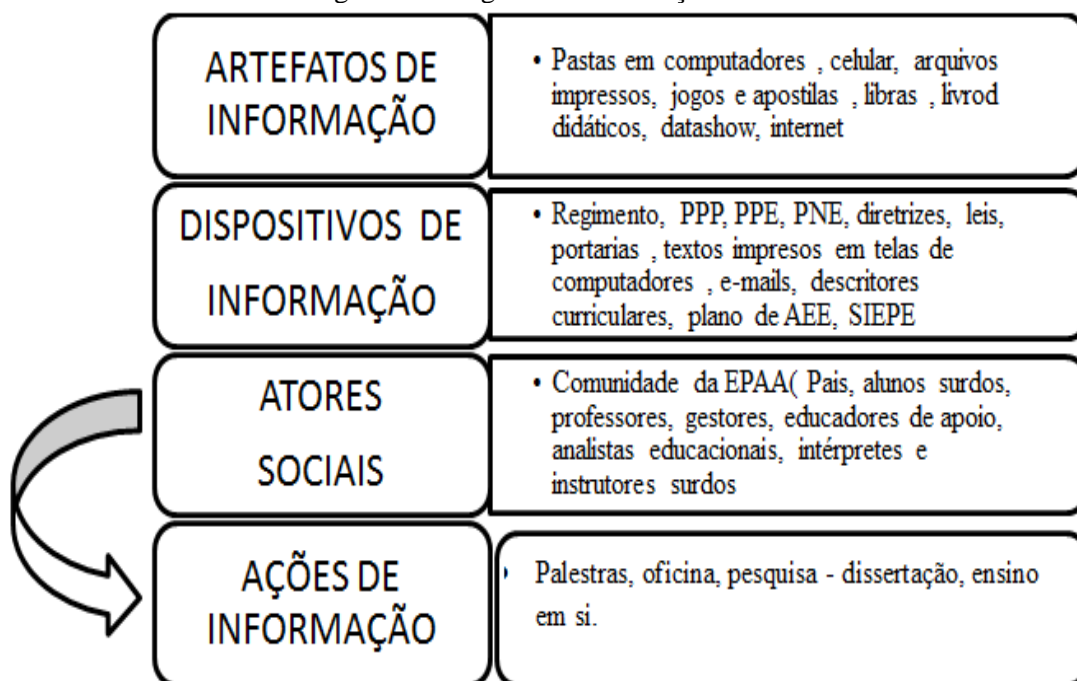 ARTEFATOS DE
INFORMAÇÃO
• Pastas em computadores , celular, arquivos
impressos, jogos e apostilas , libras , livrod
didáticos, datashow, internet
DISPOSITIVOS DE
INFORMAÇÃO
• Regimento, PPP, PPE, PNE, diretrizes, leis,
portarias , textos impresos em telas de
computadores , e-mails, descritores
curriculares, plano de AEE, SIEPE
ATORES
SOCIAIS
• Comunidade da EPAA( Pais, alunos surdos,
professores, gestores, educadores de apoio,
analistas educacionais, intérpretes e
instrutores surdos
AÇÕES DE
INFORMAÇÃO
• Palestras, oficina, pesquisa - dissertação, ensino
em si.